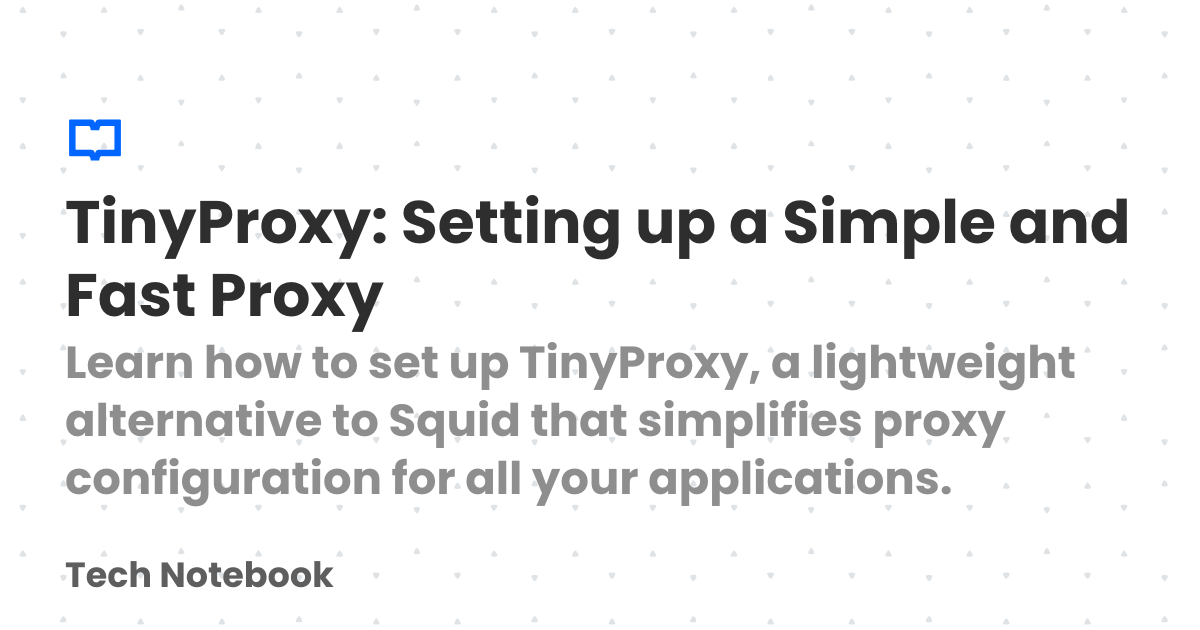 TinyProxy: Setting up a Simple and
Fast Proxy
Learn how to set up TinyProxy, a lightweight
alternative to Squid that simplifies proxy
configuration for all your applications.
Tech Notebook